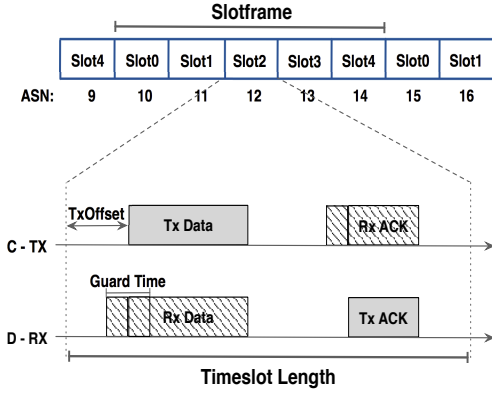 Slotframe
Slot4 Slot0 Slot1 Slot2 Slot3 Slot4 Slot0 Slot1
ASN: 9 10 11 12 13 14 15 16
TxOffset
Tx Data
Rx ACK
C - TX
Guard Time
Rx Data
Tx ACK
D - RX
Timeslot Length